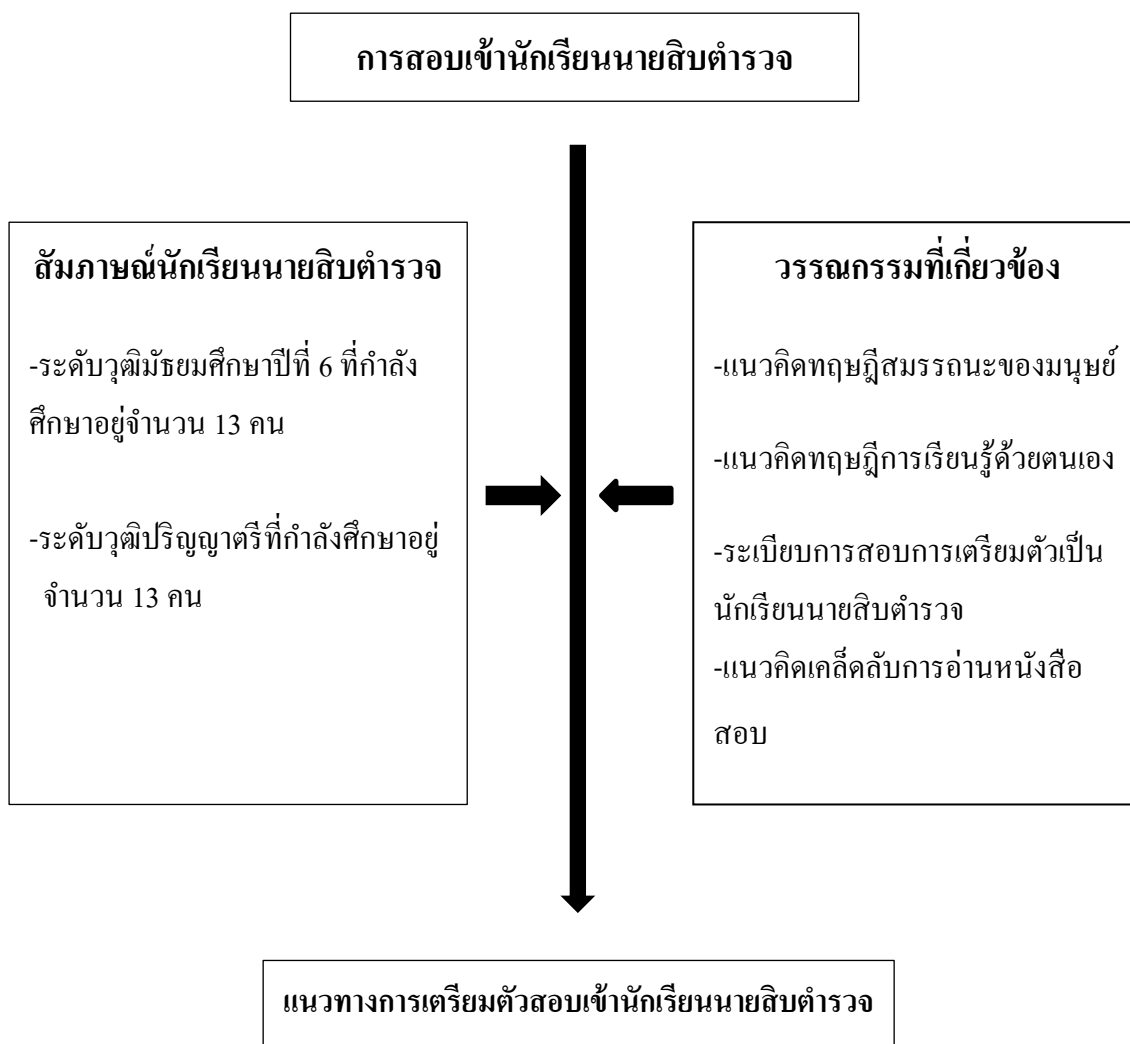 การสอบเข้านักเรียนนายสิบตำรวจ
สัมภาษณ์นักเรียนนายสิบตำรวจ
-ระดับวุฒิมัธยมศึกษาปีที่ 6 ที่กำลัง
ศึกษาอยู่จำนวน 13 คน
-ระดับวุฒิปริญญาตรีที่กำลังศึกษาอยู่
จำนวน 13 คน
วรรณกรรมที่เกี่ยวข้อง
-แนวคิดทฤษฎีสมรรถนะของมนุษย์
-แนวคิดทฤษฎีการเรียนรู้ด้วยตนเอง
-ระเบียบการสอบการเตรียมตัวเป็น
นักเรียนนายสิบตำรวจ
-แนวคิดเคล็ดลับการอ่านหนังสือ
สอบ
แนวทางการเตรียมตัวสอบเข้านักเรียนนายสิบตำรวจ